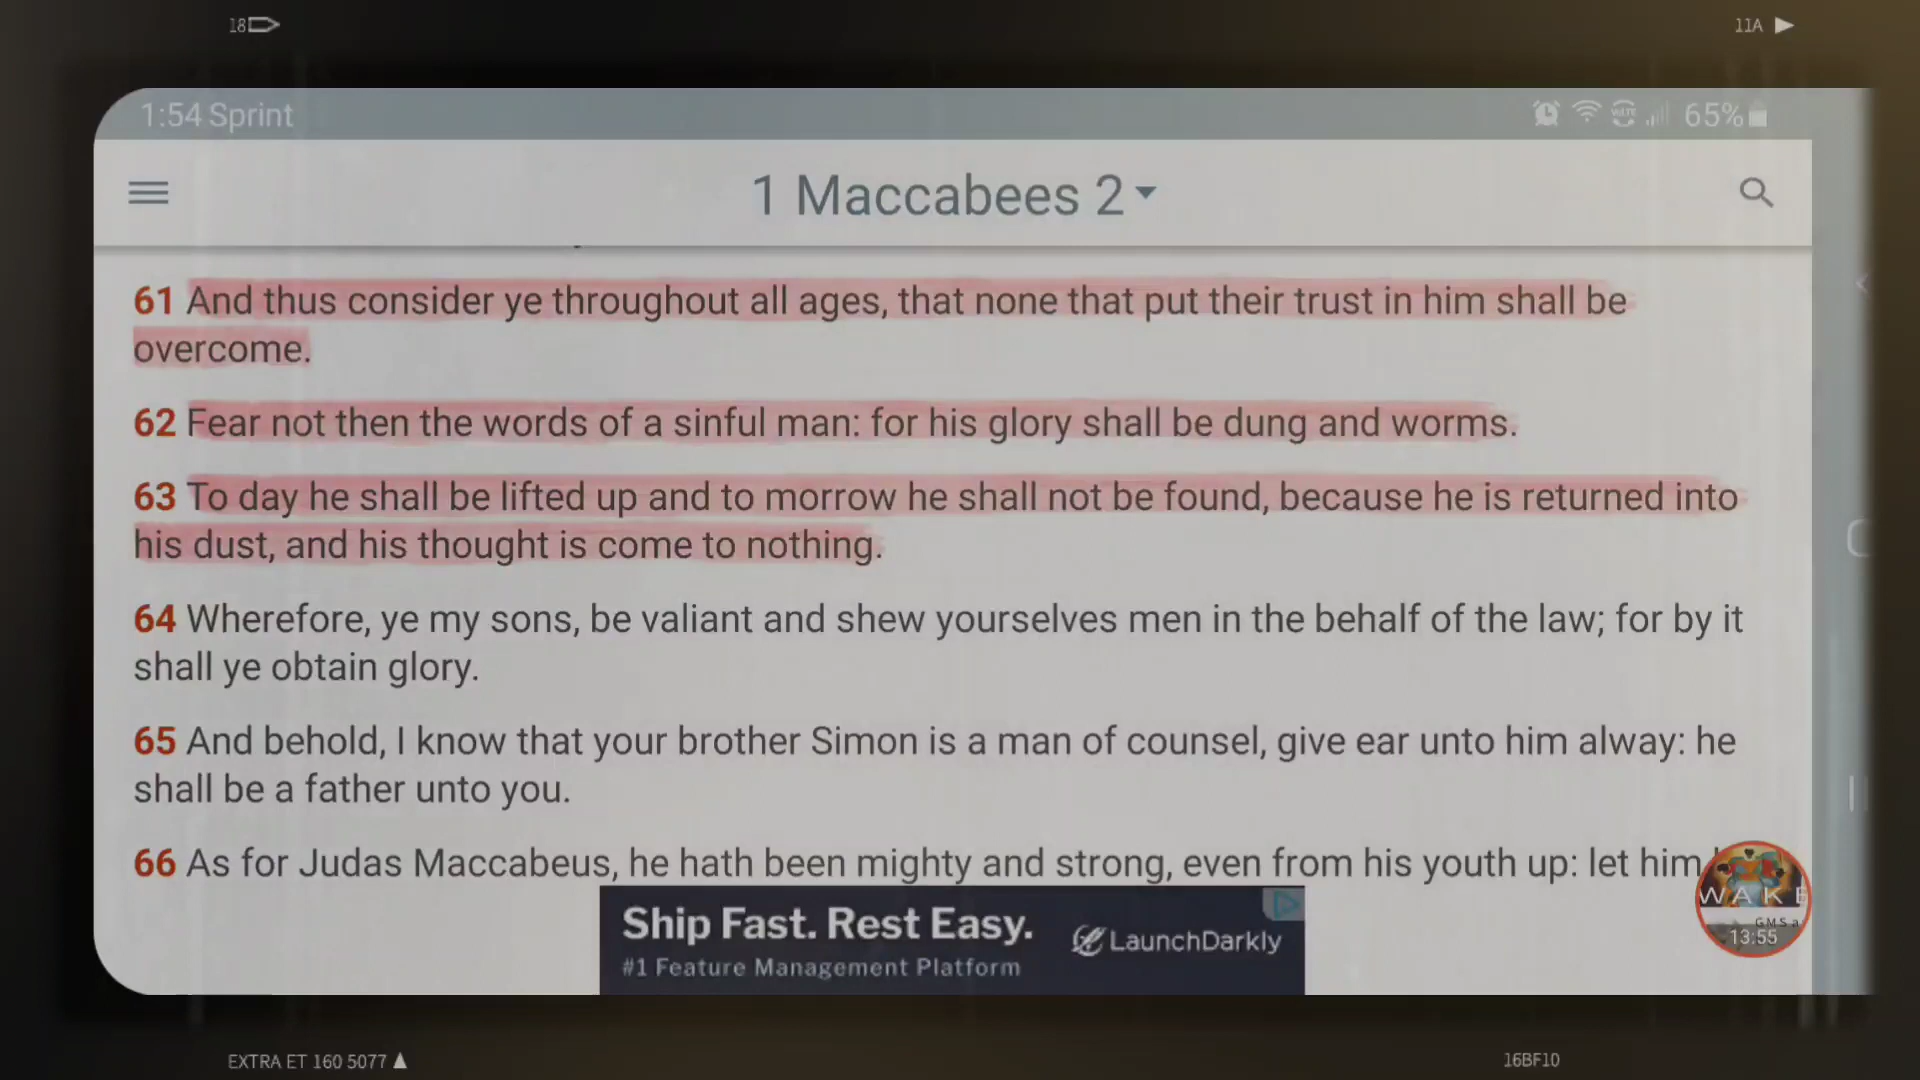 18
11A
1:54 Sprint
65%
1 Maccabees 2
61 And thus consider ye throughout all ages, that none that put their trust in him shall be
overcome.
62 Fear not then the words of a sinful man: for his glory shall be dung and worms.
63 To day he shall be lifted up and to morrow he shall not be found, because he is returned into
his dust, and his thought is come to nothing.
64 Wherefore, ye my sons, be valiant and shew yourselves men in the behalf of the law; for by it
shall ye obtain glory.
65 And behold, I know that your brother Simon is a man of counsel, give ear unto him alway: he
shall be a father unto you.
66 As for Judas Maccabeus, he hath been mighty and strong, even from his youth up: let him
WAKE
GMS a
13:55
Ship Fast. Rest Easy.
LaunchDarkly
#1 Feature Management Platform
EXTRA ET 160 5077
16BF10